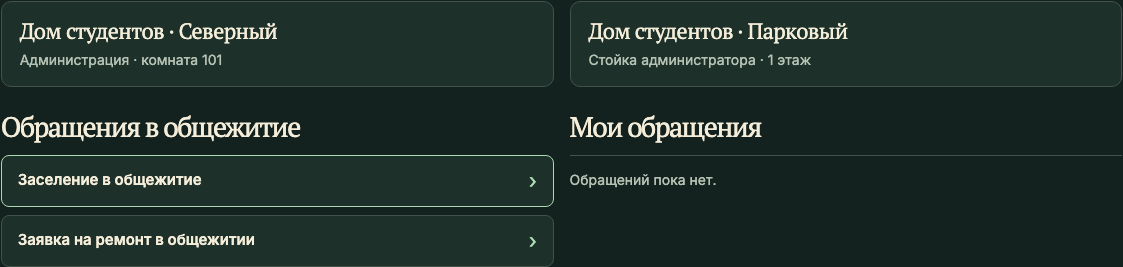 Дом студентов · Северный
Администрация · комната 101
Дом студентов · Парковый
Стойка администратора · 1 этаж
Обращения в общежитие
Заселение в общежитие
Заявка на ремонт в общежитии
Мои обращения
Обращений пока нет.